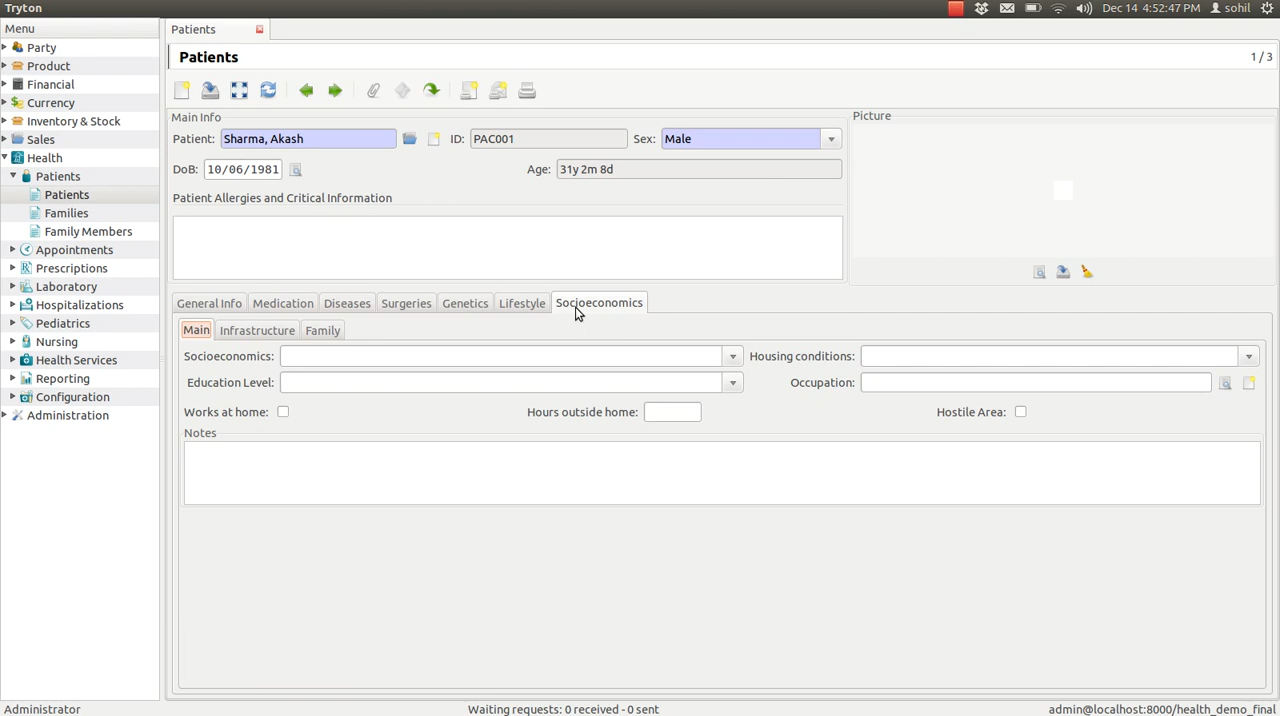 Tryton
Dec 14 4:52:47 PM sohil
Menu
Party
Product
Financial
Currency
Inventory & Stock
Sales
Health
Patients
Patients
Families
Family Members
Appointments
Prescriptions
Laboratory
Hospitalizations
Pediatrics
Nursing
Health Services
Reporting
Configuration
Administration
Patients
Patients
1 / 3
Main Info
Patient: Sharma, Akash ID: PAC001 Sex: Male
DoB: 10/06/1981 Age: 31y 2m 8d
Patient Allergies and Critical Information
Picture
General Info Medication Diseases Surgeries Genetics Lifestyle Socioeconomics
Main Infrastructure Family
Socioeconomics: Housing conditions:
Education Level: Occupation:
Works at home: Hours outside home: Hostile Area:
Notes
Administrator Waiting requests: 0 received - 0 sent admin@localhost:8000/health_demo_final